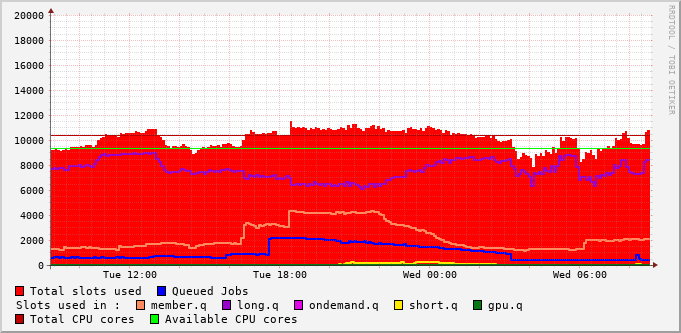 20000
18000
16000
14000
12000
10000
8000
6000
4000
2000
0
Tue 12:00 Tue 18:00 Wed 00:00 Wed 06:00
Total slots used Queued Jobs
Slots used in : member.q long.q ondemand.q short.q gpu.q
Total CPU cores Available CPU cores
RRDTOOL / TOBI OETIKER